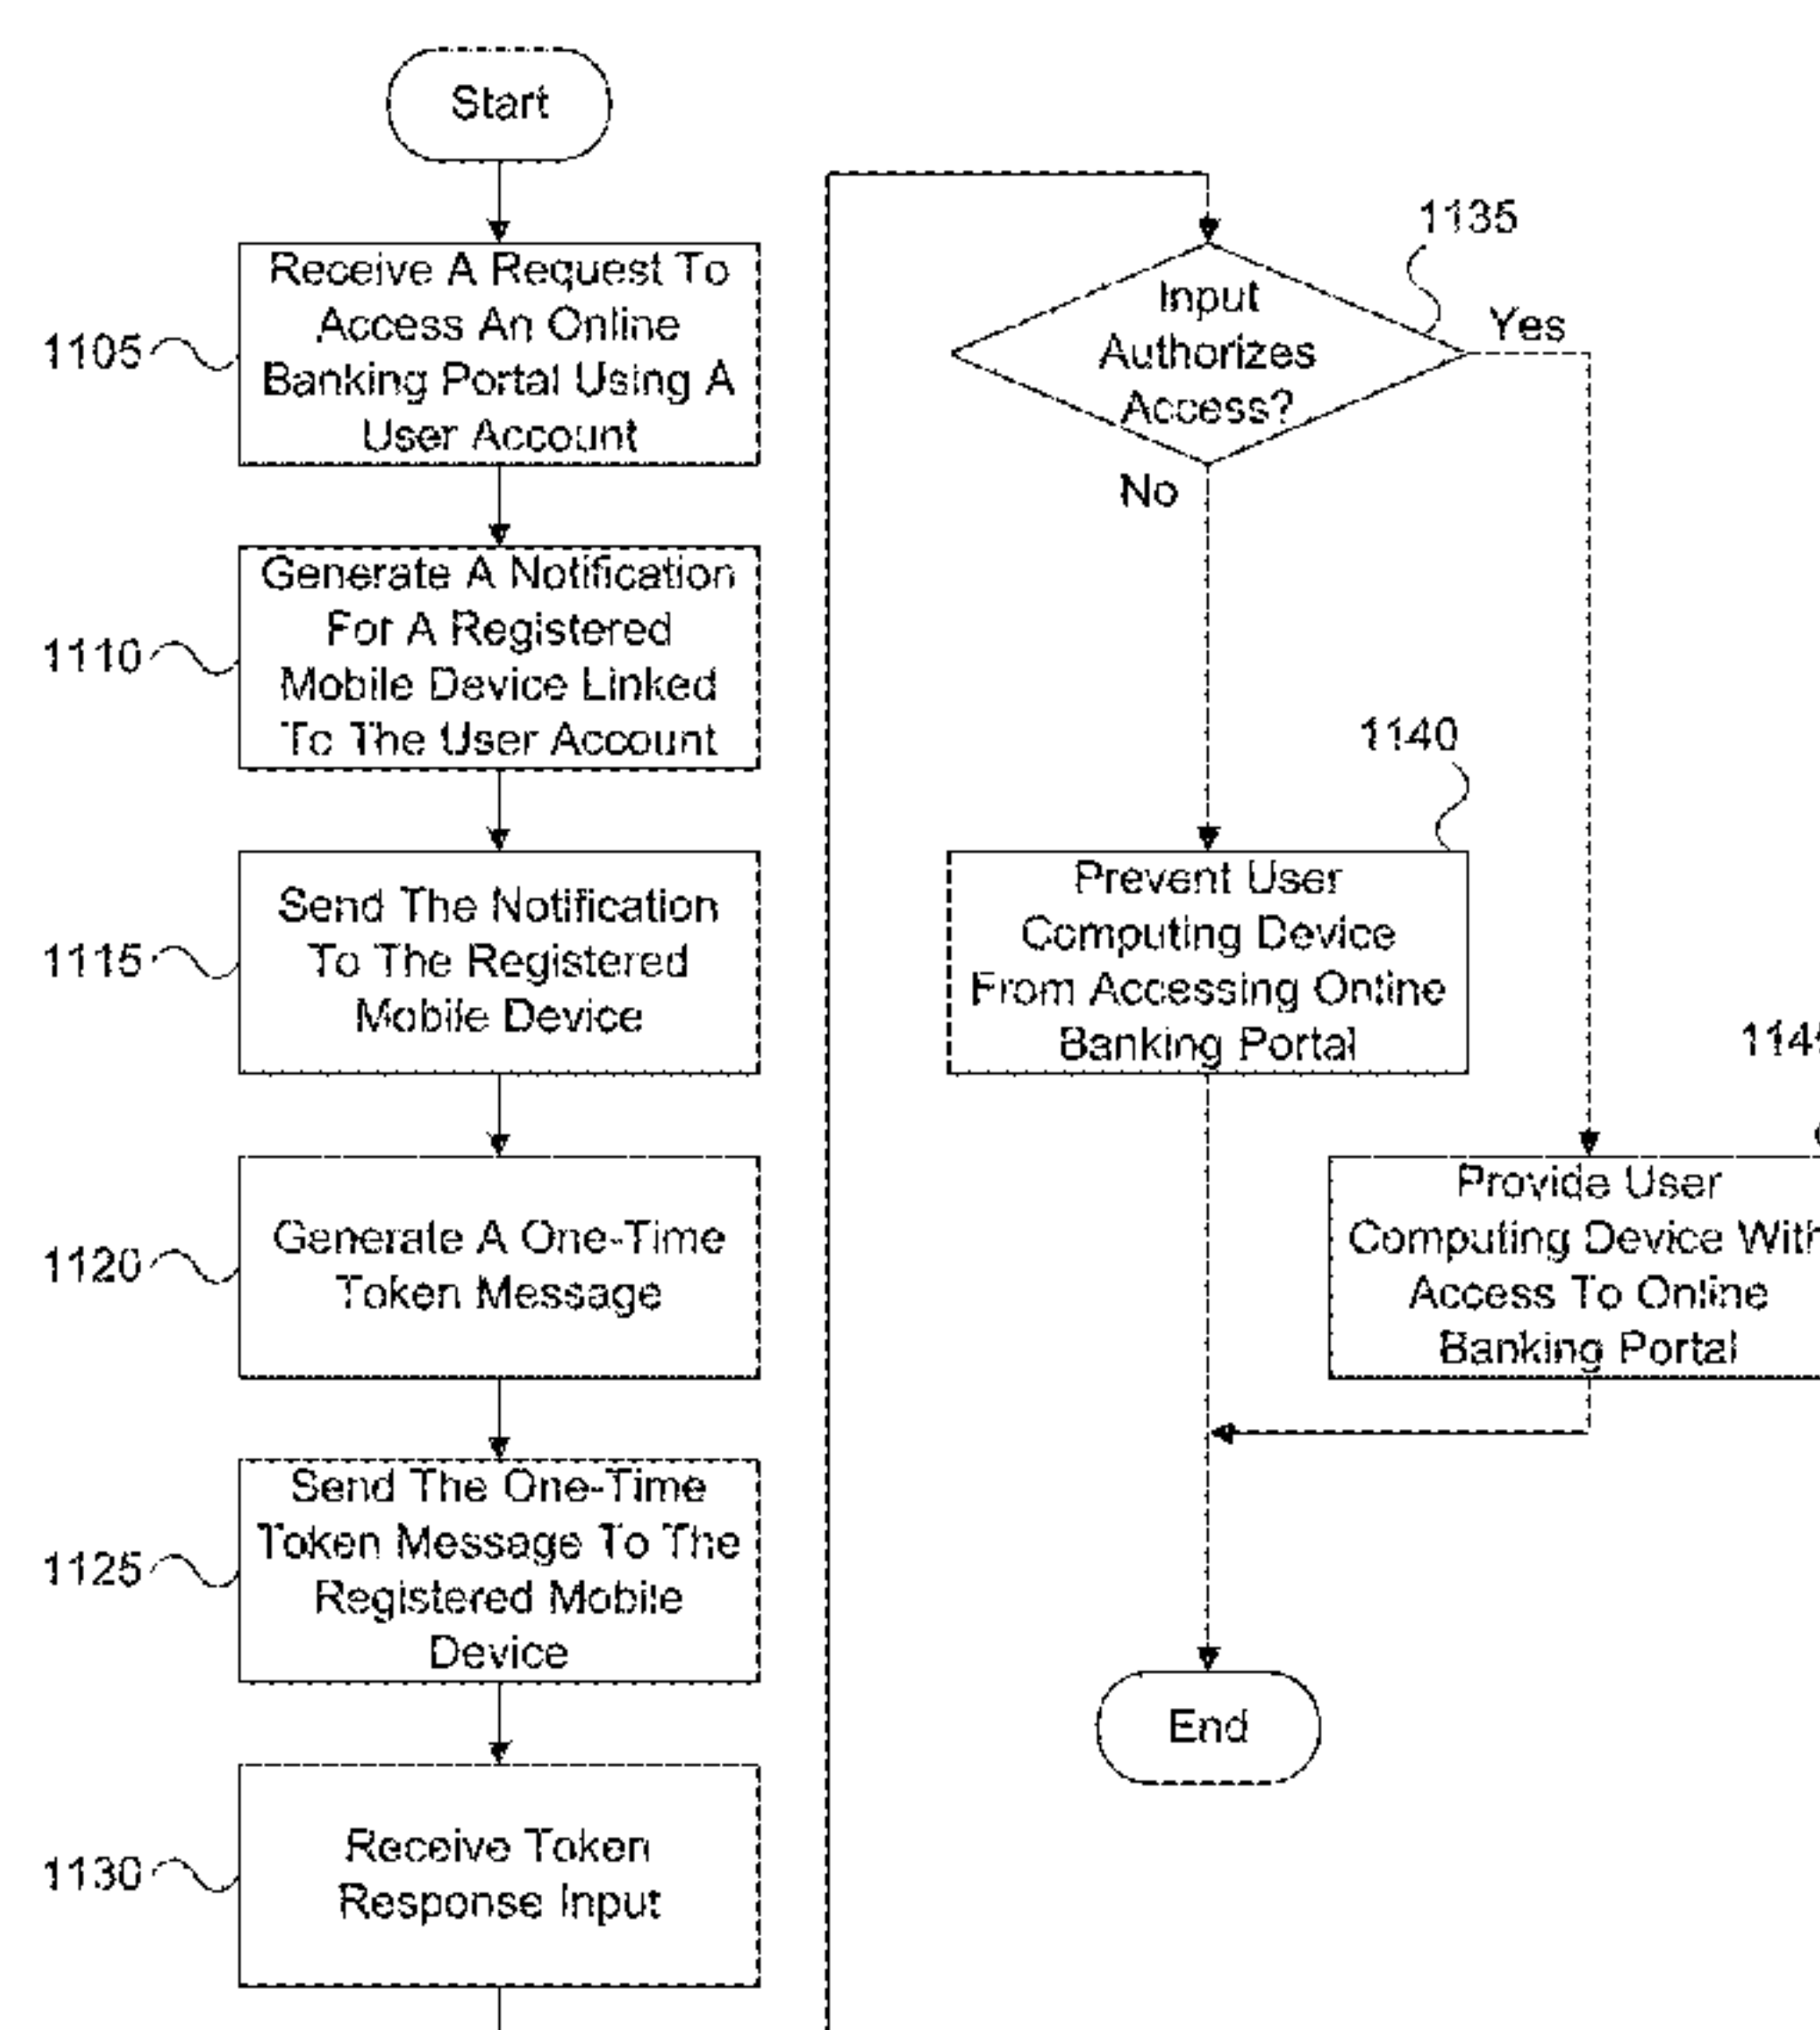 Start
1105
Receive A Request To
Access An Online
Banking Portal Using A
User Account
1110
Generate A Notification
For A Registered
Mobile Device Linked
To The User Account
1115
Send The Notification
To The Registered
Mobile Device
1120
Generate A One-Time
Token Message
1125
Send The One-Time
Token Message To The
Registered Mobile
Device
1130
Receive Token
Response Input
1135
Input
Authorizes
Access?
Yes
No
1140
Prevent User
Computing Device
From Accessing Online
Banking Portal
Provide User
Computing Device With
Access To Online
Banking Portal
End